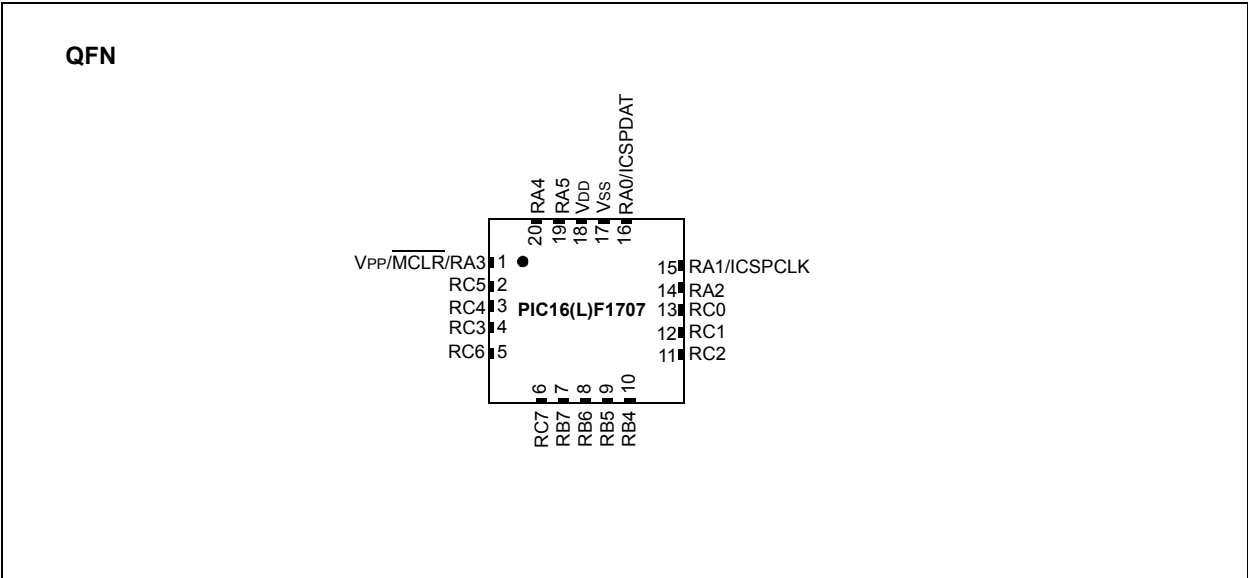 QFN
20 RA4
19 RA5
18 VDD
17 VSS
16 RA0/ICSPDAT
VPP/MCLR/RA3 1
RC5 2
RC4 3
RC3 4
RC6 5
PIC16(L)F1707
15 RA1/ICSPCLK
14 RA2
13 RC0
12 RC1
11 RC2
6 RC7
7 RB7
8 RB6
9 RB5
10 RB4